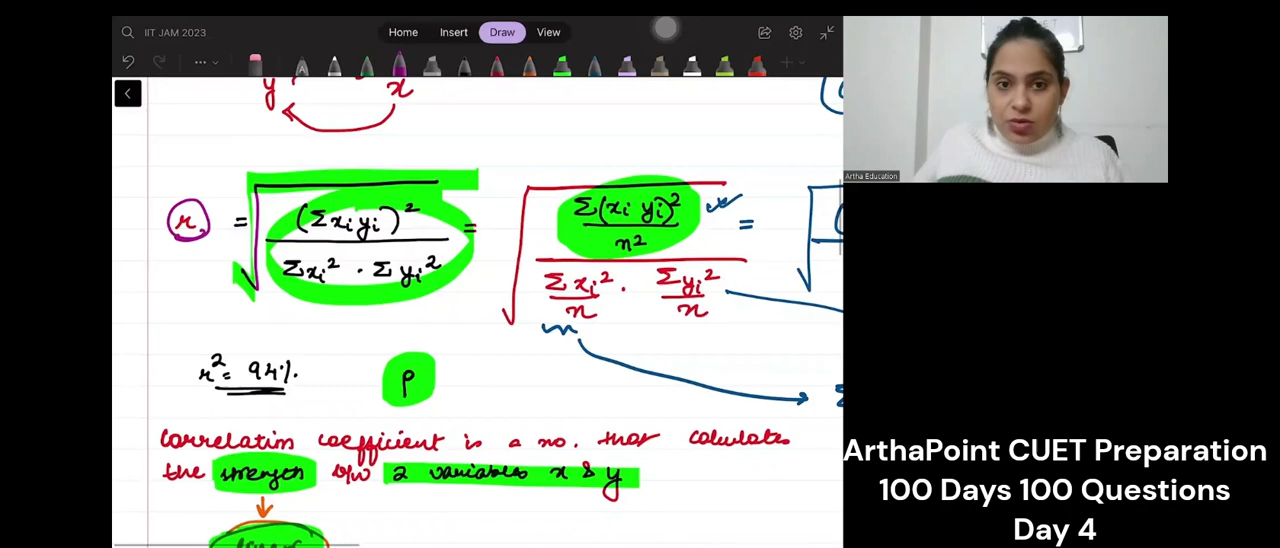 IIT JAM 2023
Home Insert Draw View
y x
r = √((Σxiyi)² / (Σxi² · Σyi²)) = √((Σ(xi yi)²/n²) / (Σxi²/n · Σyi²/n)) =
r² = 94%.
ρ
Correlation coefficient is a no. that calculates
the strength b/w 2 variables x & y
Artha Education
ArthaPoint CUET Preparation
100 Days 100 Questions
Day 4